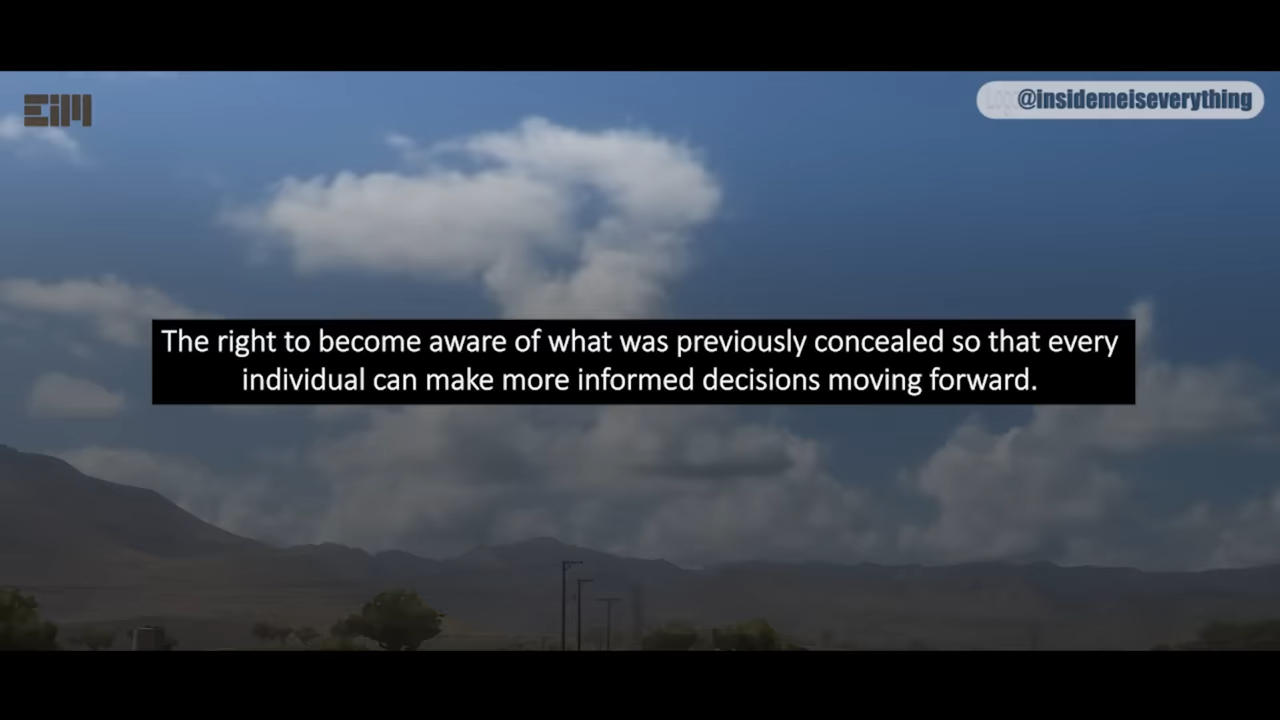 EiM
@insidemeiseverything
The right to become aware of what was previously concealed so that every
individual can make more informed decisions moving forward.